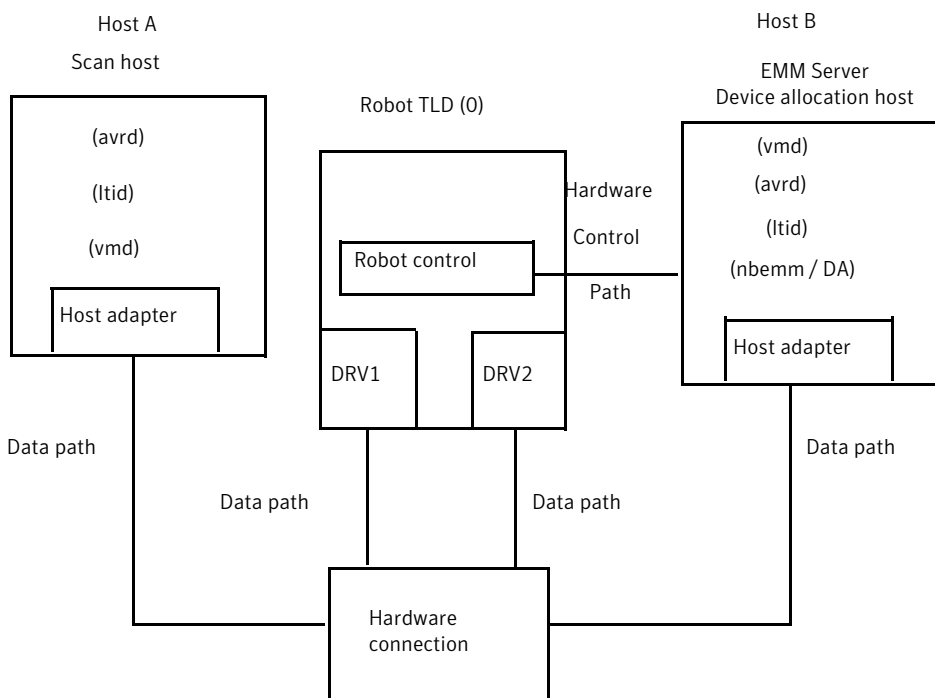 Host A
Scan host
(avrd)
(ltid)
(vmd)
Host adapter
Data path
Robot TLD (0)
Robot control
DRV1
DRV2
Data path
Data path
Hardware
connection
Hardware
Control
Path
Host B
EMM Server
Device allocation host
(vmd)
(avrd)
(ltid)
(nbemm / DA)
Host adapter
Data path